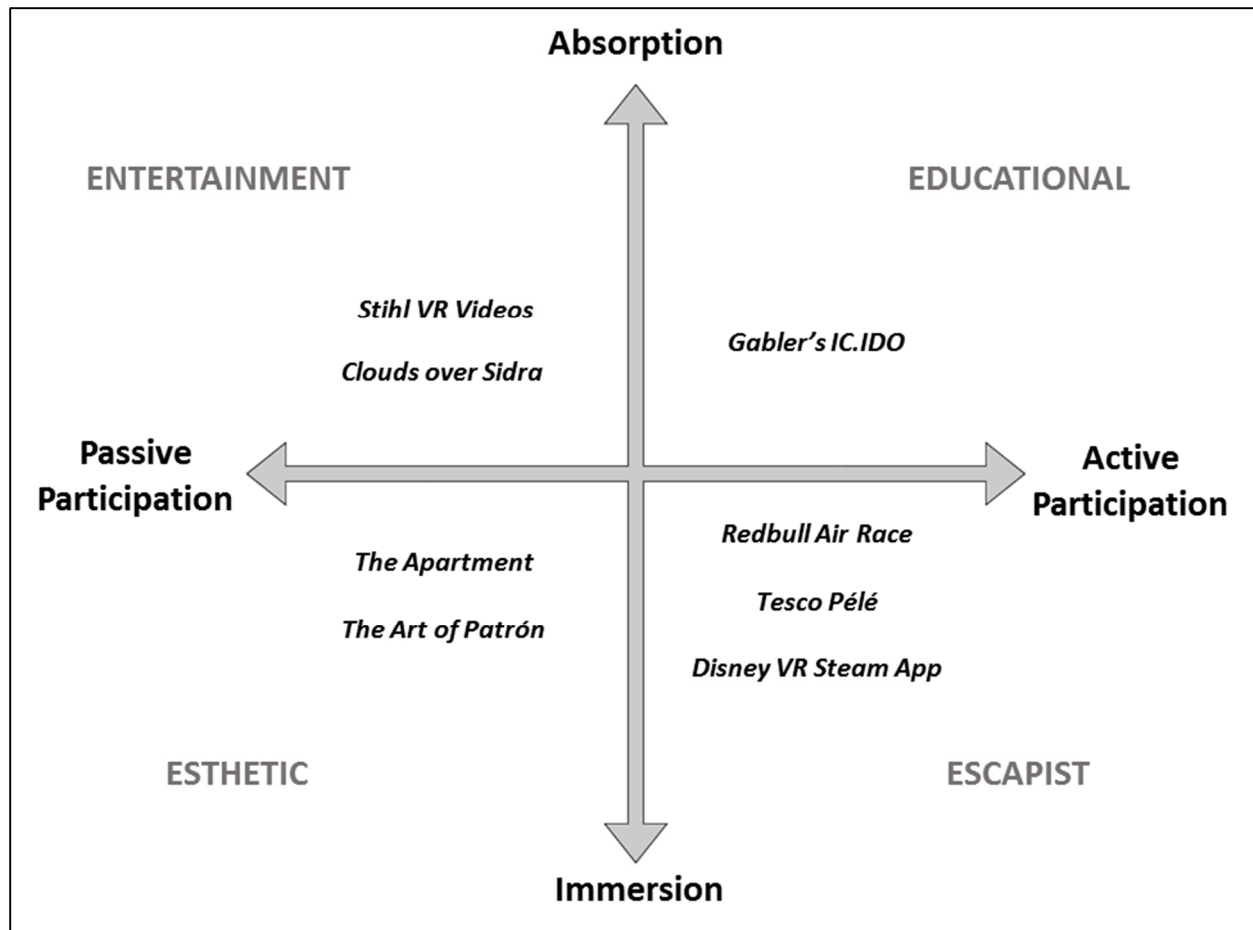 Absorption
ENTERTAINMENT
EDUCATIONAL
Stihl VR Videos
Gabler's IC.IDO
Clouds over Sidra
Passive
Participation
Active
Participation
Redbull Air Race
The Apartment
Tesco Pélé
The Art of Patrón
Disney VR Steam App
ESTHETIC
ESCAPIST
Immersion